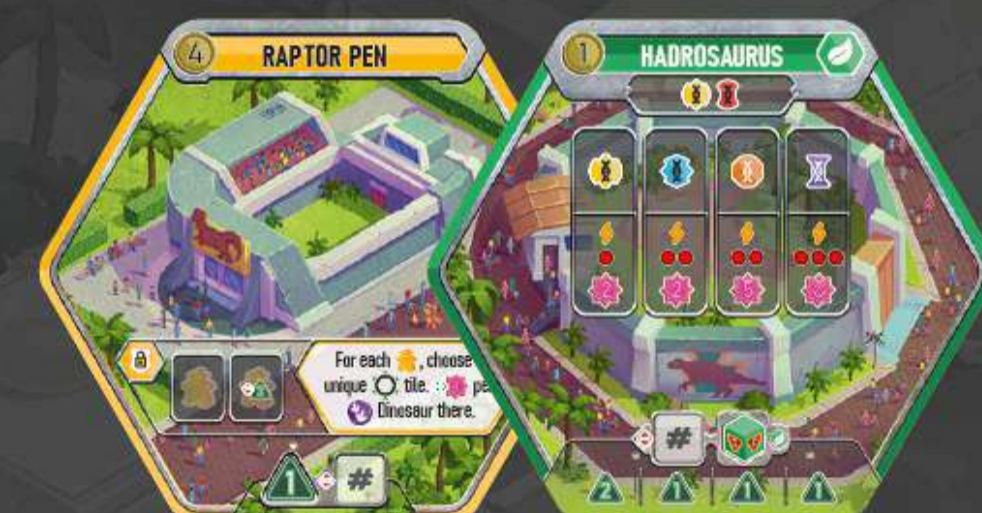 4
RAPTOR PEN
For each , choose
unique tile. : pe
Dinosaur there.
1 #
1
HADROSAURUS
2 2 5
#
2 1 1 1